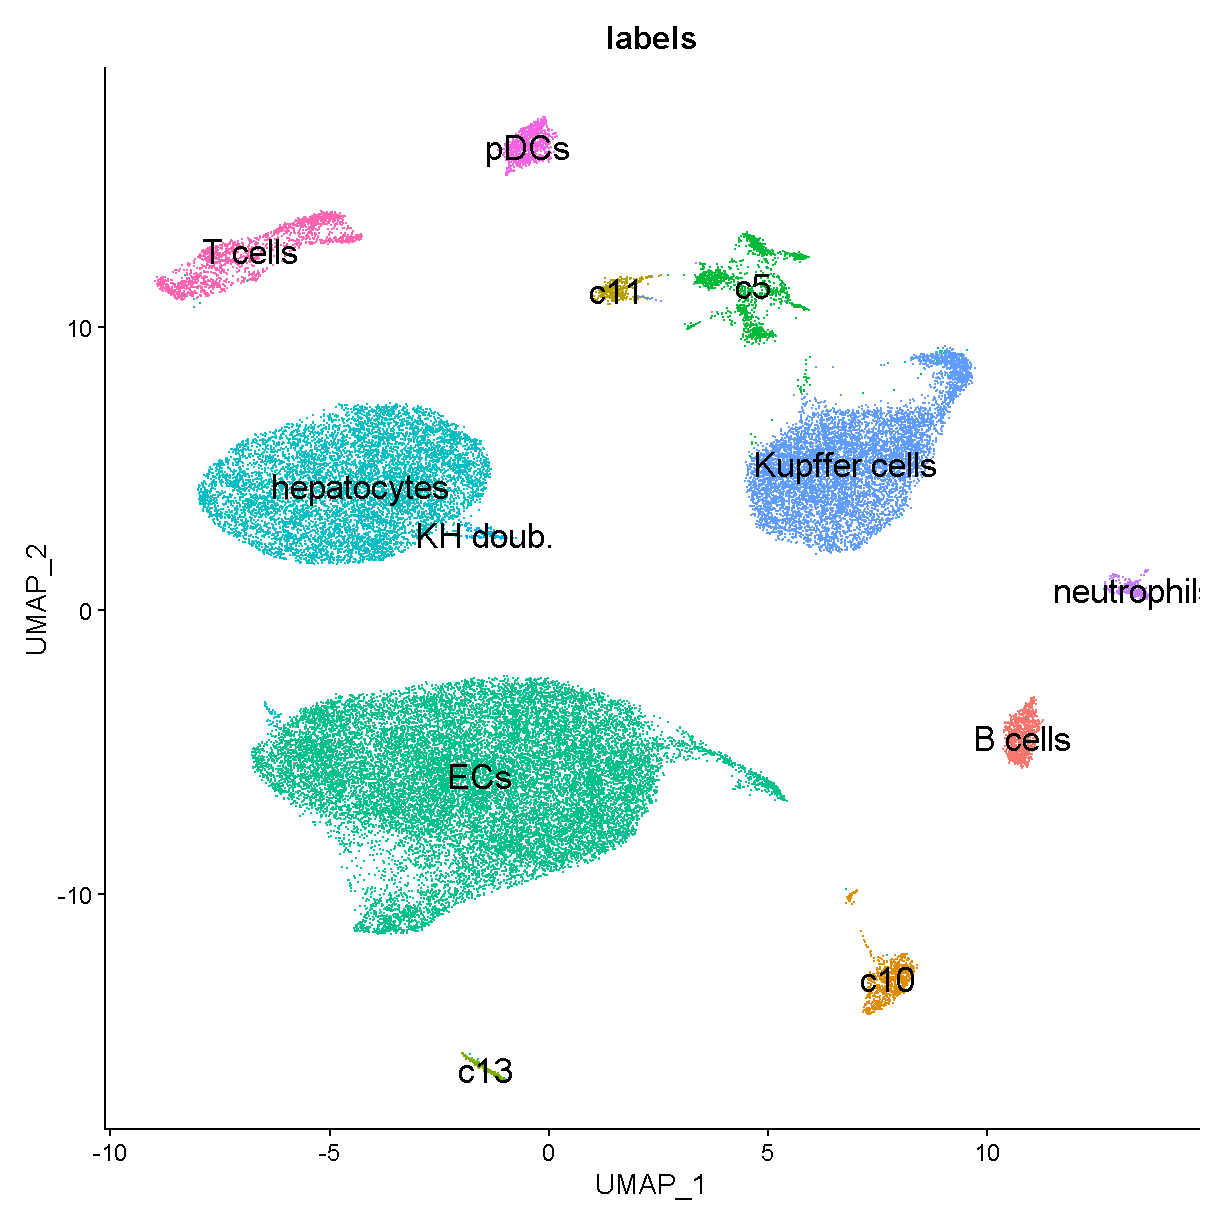 labels
pDCs
T cells
c11
c5
10
hepatocytes
Kupffer cells
KH doub.
0
neutrophils
UMAP_2
B cells
ECs
-10
c10
c13
-10
-5
0
5
10
UMAP_1